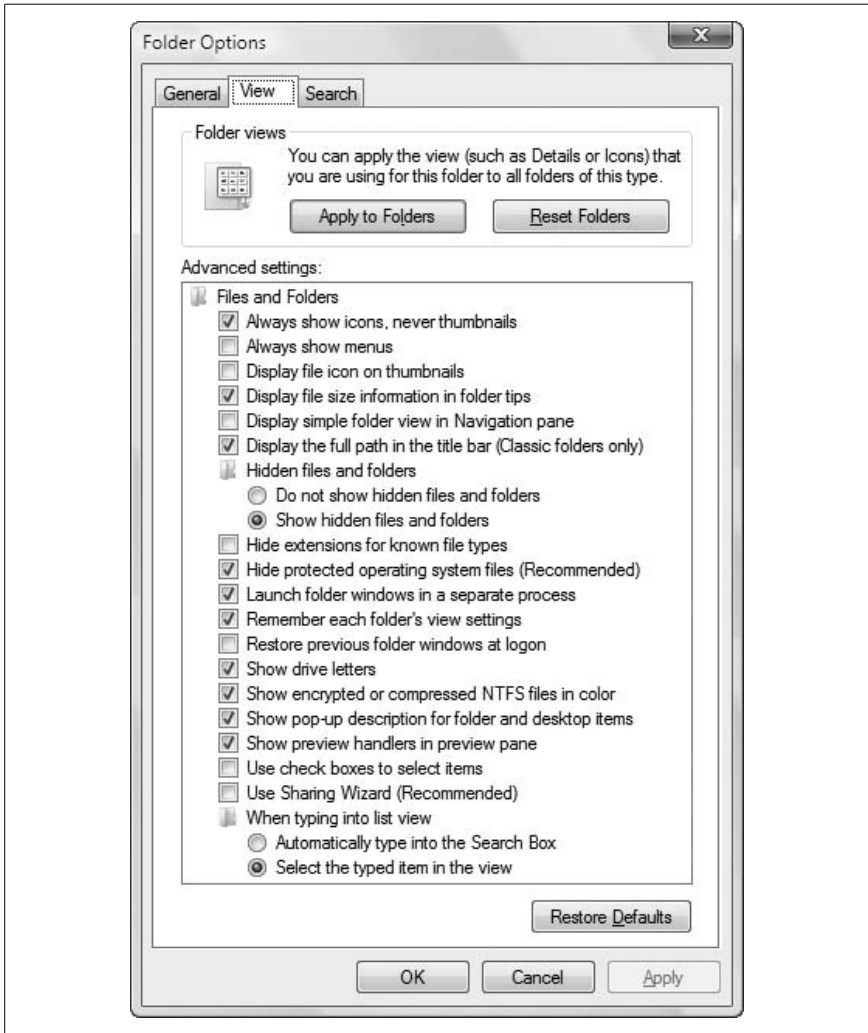 Folder Options
General View Search
Folder views
You can apply the view (such as Details or Icons) that
you are using for this folder to all folders of this type.
Apply to Folders Reset Folders
Advanced settings:
Files and Folders
Always show icons, never thumbnails
Always show menus
Display file icon on thumbnails
Display file size information in folder tips
Display simple folder view in Navigation pane
Display the full path in the title bar (Classic folders only)
Hidden files and folders
Do not show hidden files and folders
Show hidden files and folders
Hide extensions for known file types
Hide protected operating system files (Recommended)
Launch folder windows in a separate process
Remember each folder's view settings
Restore previous folder windows at logon
Show drive letters
Show encrypted or compressed NTFS files in color
Show pop-up description for folder and desktop items
Show preview handlers in preview pane
Use check boxes to select items
Use Sharing Wizard (Recommended)
When typing into list view
Automatically type into the Search Box
Select the typed item in the view
Restore Defaults
OK Cancel Apply